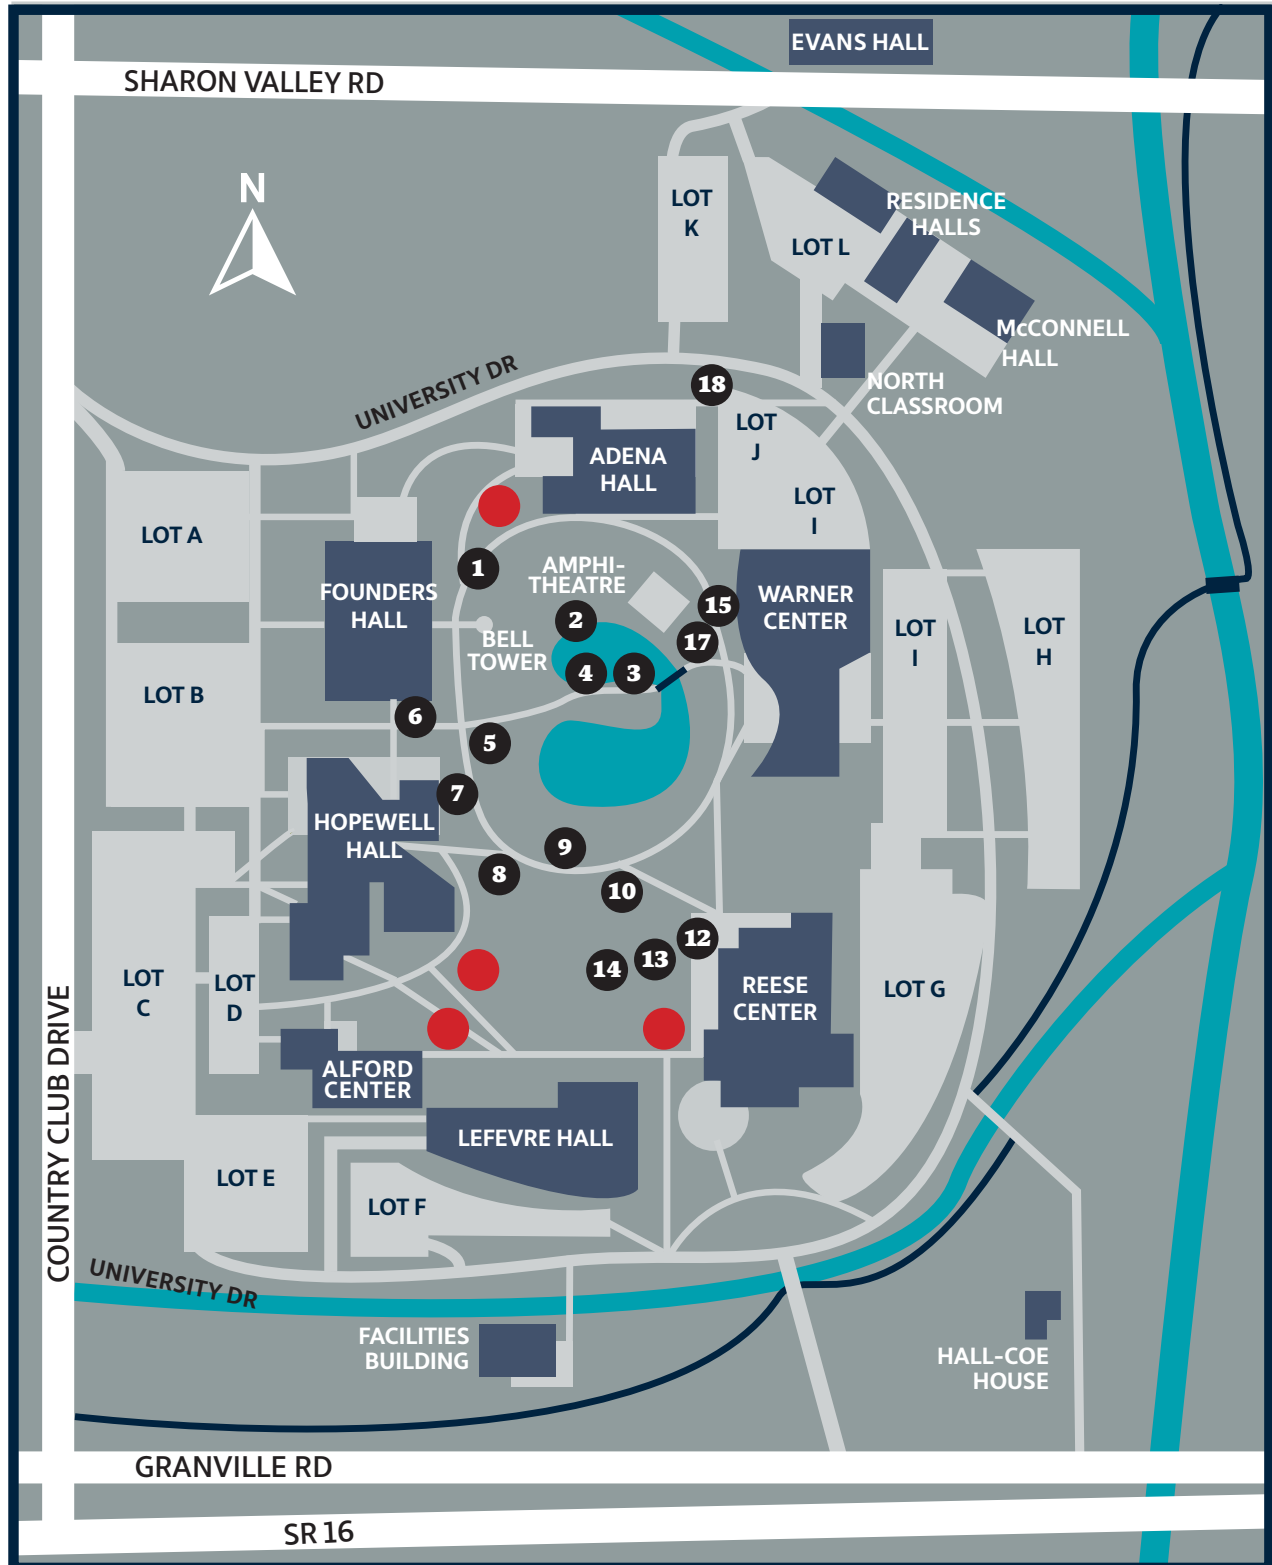 EVANS HALL
SHARON VALLEY RD
N
LOT
K
RESIDENCE
HALLS
LOT L
McCONNELL
HALL
UNIVERSITY DR
18
NORTH
CLASSROOM
LOT
J
ADENA
HALL
LOT
I
LOT A
1
AMPHI-
THEATRE
FOUNDERS
HALL
15
WARNER
CENTER
2
17
BELL
TOWER
LOT
I
LOT
H
4
3
LOT B
6
5
7
HOPEWELL
HALL
9
8
10
12
13
14
LOT
C
LOT
D
REESE
CENTER
LOT G
COUNTRY CLUB DRIVE
ALFORD
CENTER
LEFEVRE HALL
LOT E
LOT F
UNIVERSITY DR
FACILITIES
BUILDING
HALL-COE
HOUSE
GRANVILLE RD
SR 16